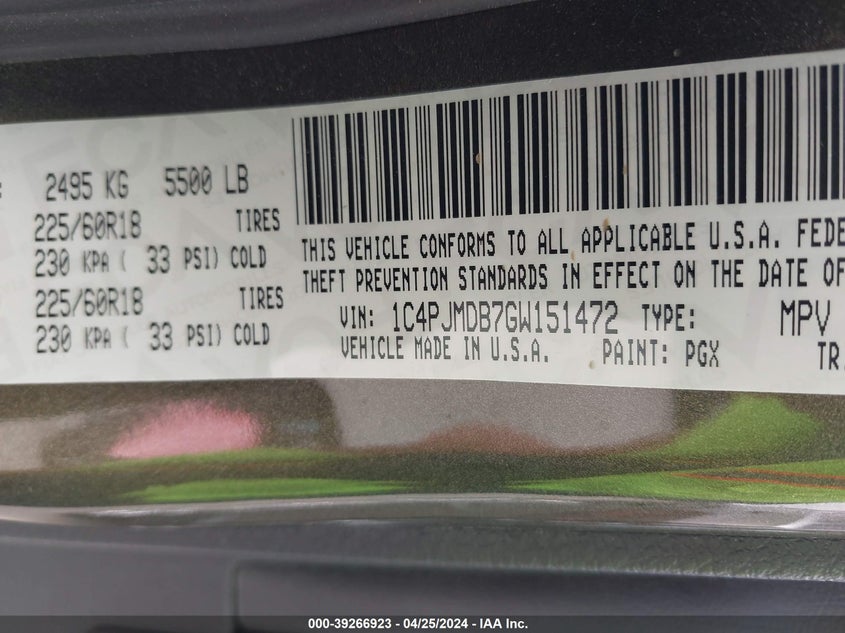 2495 KG 5500 LB
225/60R18 TIRES
230 KPA ( 33 PSI) COLD
225/60R18 TIRES
230 KPA ( 33 PSI) COLD
THIS VEHICLE CONFORMS TO ALL APPLICABLE U.S.A. FEDE
THEFT PREVENTION STANDARDS IN EFFECT ON THE DATE OF
VIN: 1C4PJMDB7GW151472 TYPE: MPV
VEHICLE MADE IN U.S.A. PAINT: PGX TR.
000-39266923 - 04/25/2024 - IAA Inc.